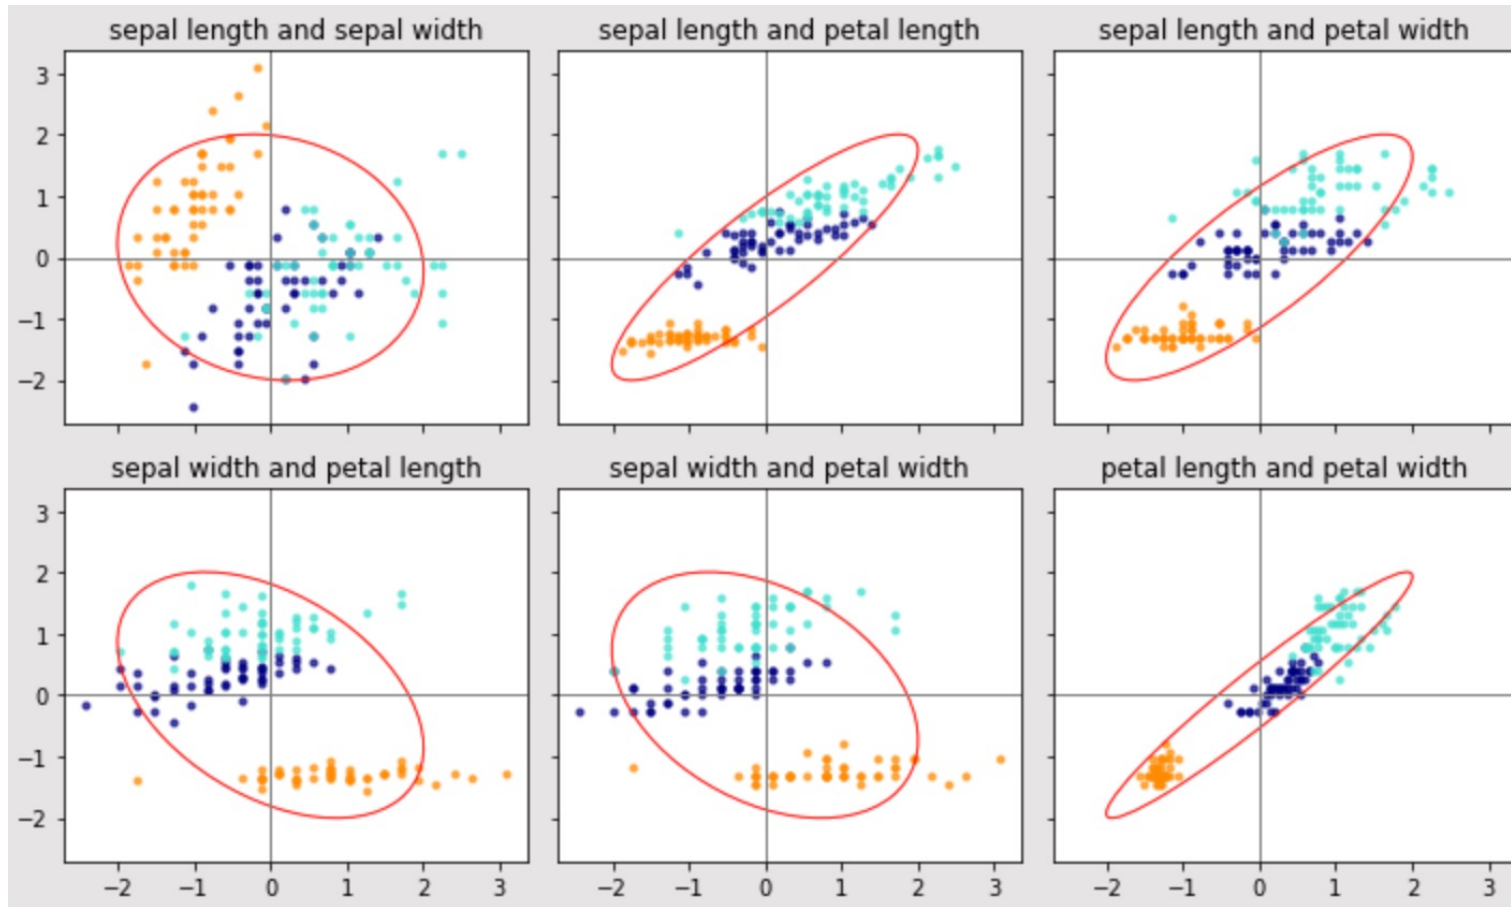 sepal length and sepal width
sepal length and petal length
sepal length and petal width
3
2
1
0
−1
−2
sepal width and petal length
sepal width and petal width
petal length and petal width
3
2
1
0
−1
−2
−2 −1 0 1 2 3
−2 −1 0 1 2 3
−2 −1 0 1 2 3